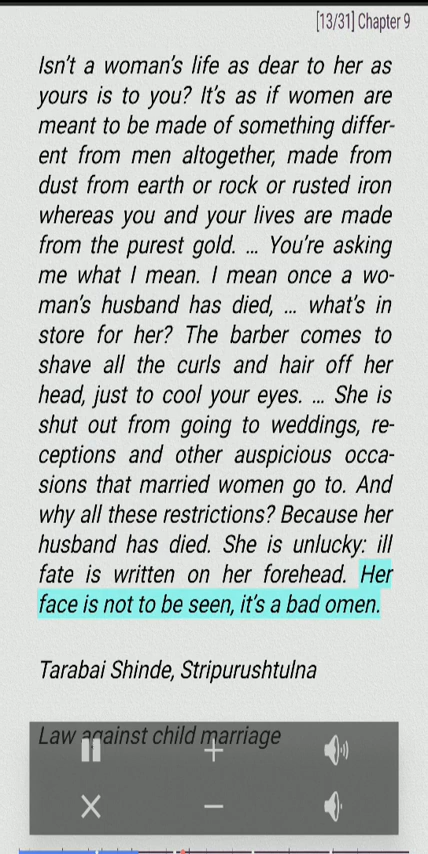 [13/31] Chapter 9
Isn't a woman's life as dear to her as
yours is to you? It's as if women are
meant to be made of something differ-
ent from men altogether, made from
dust from earth or rock or rusted iron
whereas you and your lives are made
from the purest gold. … You're asking
me what I mean. I mean once a wo-
man's husband has died, … what's in
store for her? The barber comes to
shave all the curls and hair off her
head, just to cool your eyes. … She is
shut out from going to weddings, re-
ceptions and other auspicious occa-
sions that married women go to. And
why all these restrictions? Because her
husband has died. She is unlucky: ill
fate is written on her forehead. Her
face is not to be seen, it's a bad omen.
Tarabai Shinde, Stripurushtulna
Law against child marriage